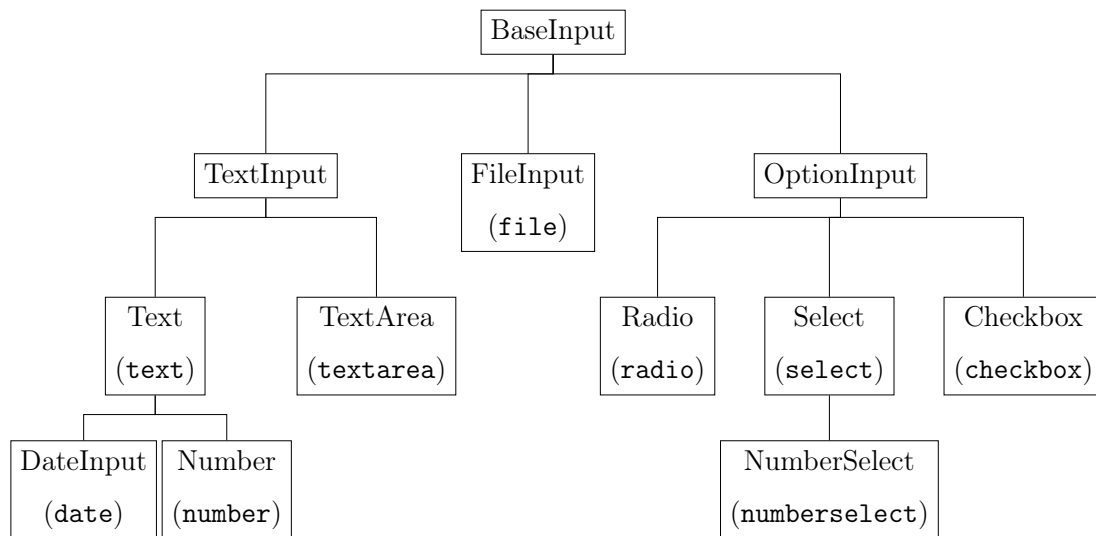 BaseInput
TextInput
FileInput
(file)
OptionInput
Text
(text)
TextArea
(textarea)
Radio
(radio)
Select
(select)
Checkbox
(checkbox)
DateInput
(date)
Number
(number)
NumberSelect
(numberselect)